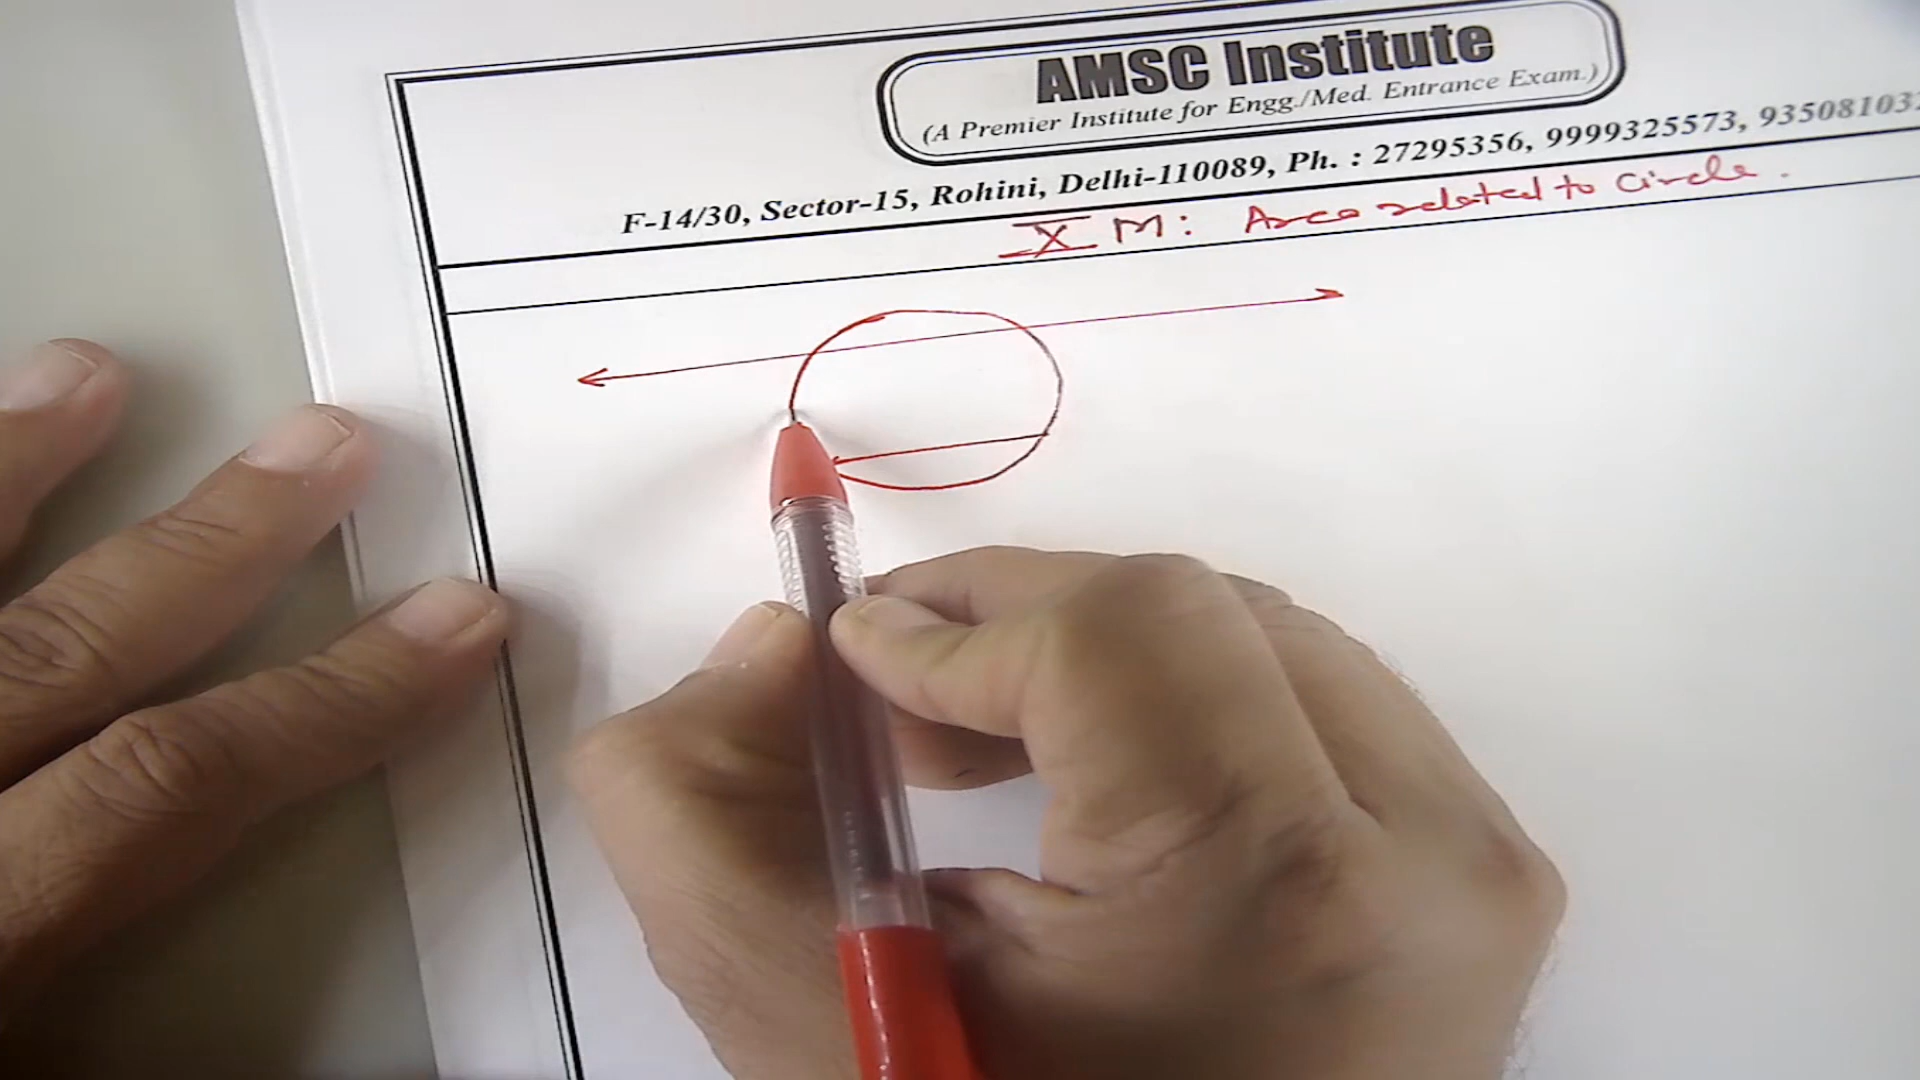 AMSC Institute
(A Premier Institute for Engg./Med. Entrance Exam.)
F-14/30, Sector-15, Rohini, Delhi-110089, Ph. : 27295356, 9999325573, 935081032
X M: Area related to Circle.